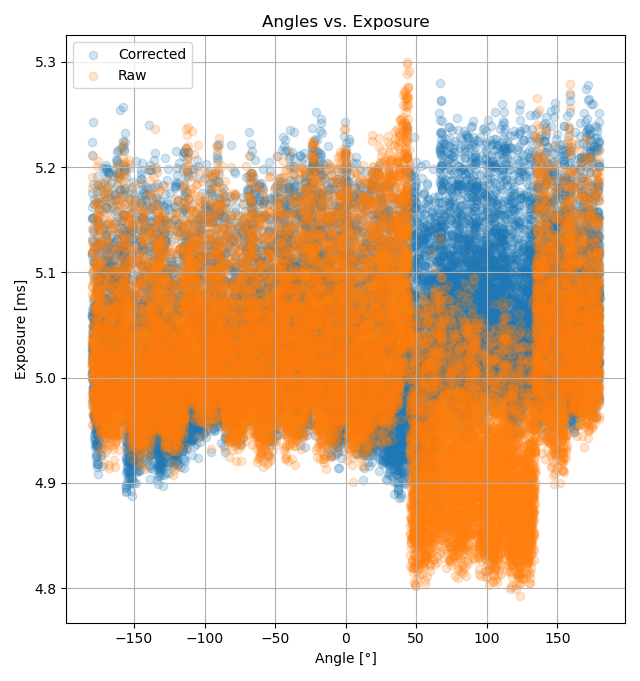 Angles vs. Exposure
Corrected
Raw
5.3
5.2
5.1
5.0
4.9
4.8
Exposure [ms]
−150
−100
−50
0
50
100
150
Angle [°]